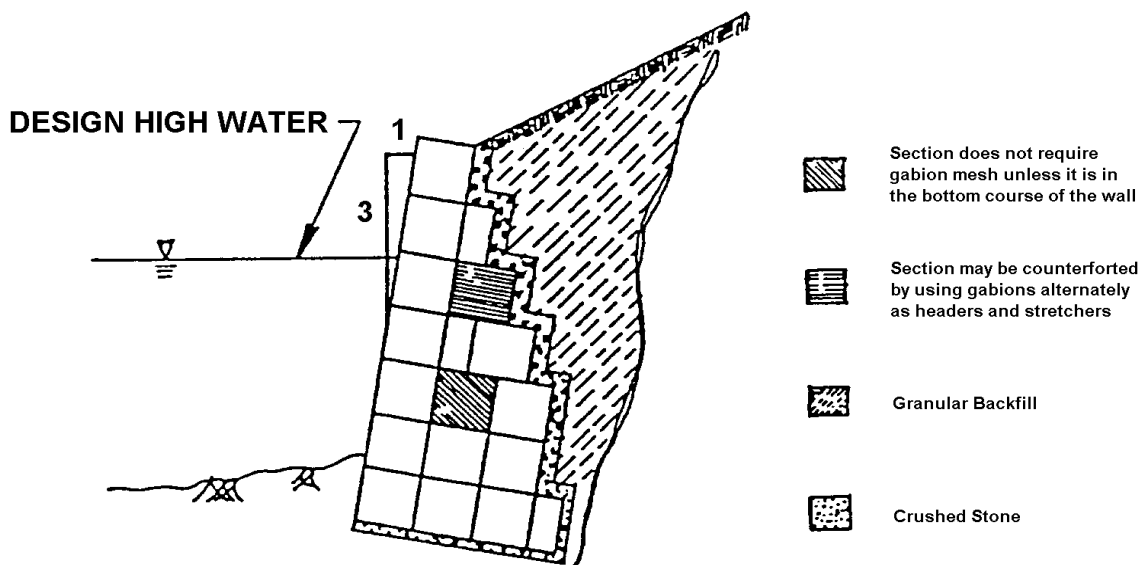 DESIGN HIGH WATER
1
3
Section does not require
gabion mesh unless it is in
the bottom course of the wall
Section may be counterforted
by using gabions alternately
as headers and stretchers
Granular Backfill
Crushed Stone